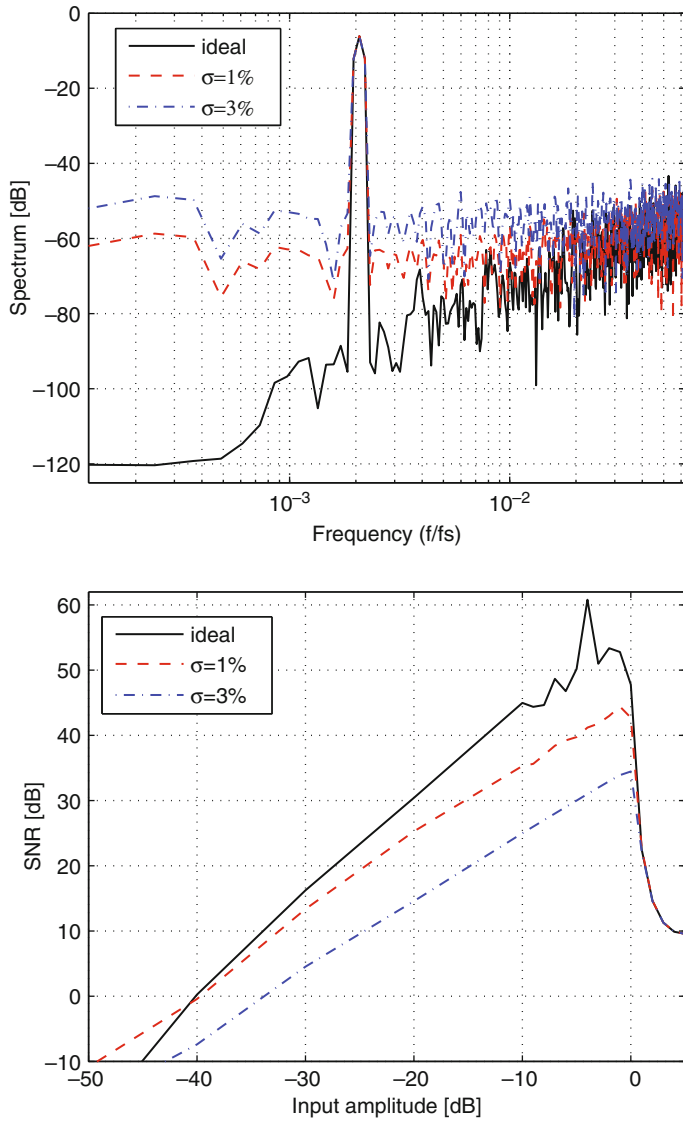 0
−20
−40
−60
−80
−100
−120
Spectrum [dB]
ideal
σ=1%
σ=3%
10−3
10−2
Frequency (f/fs)
60
50
40
30
20
10
0
−10
SNR [dB]
ideal
σ=1%
σ=3%
−50
−40
−30
−20
−10
0
Input amplitude [dB]